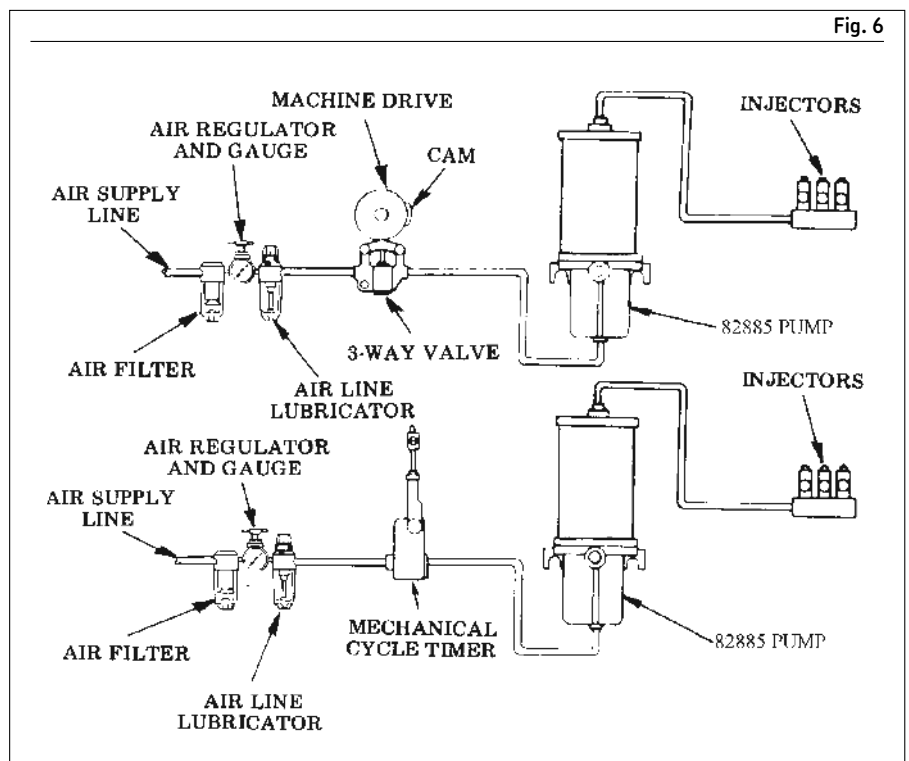 Fig. 6
MACHINE DRIVE
INJECTORS
AIR REGULATOR
AND GAUGE
CAM
AIR SUPPLY
LINE
82885 PUMP
3-WAY VALVE
AIR FILTER
AIR LINE
LUBRICATOR
INJECTORS
AIR REGULATOR
AND GAUGE
AIR SUPPLY
LINE
MECHANICAL
CYCLE TIMER
82885 PUMP
AIR FILTER
AIR LINE
LUBRICATOR